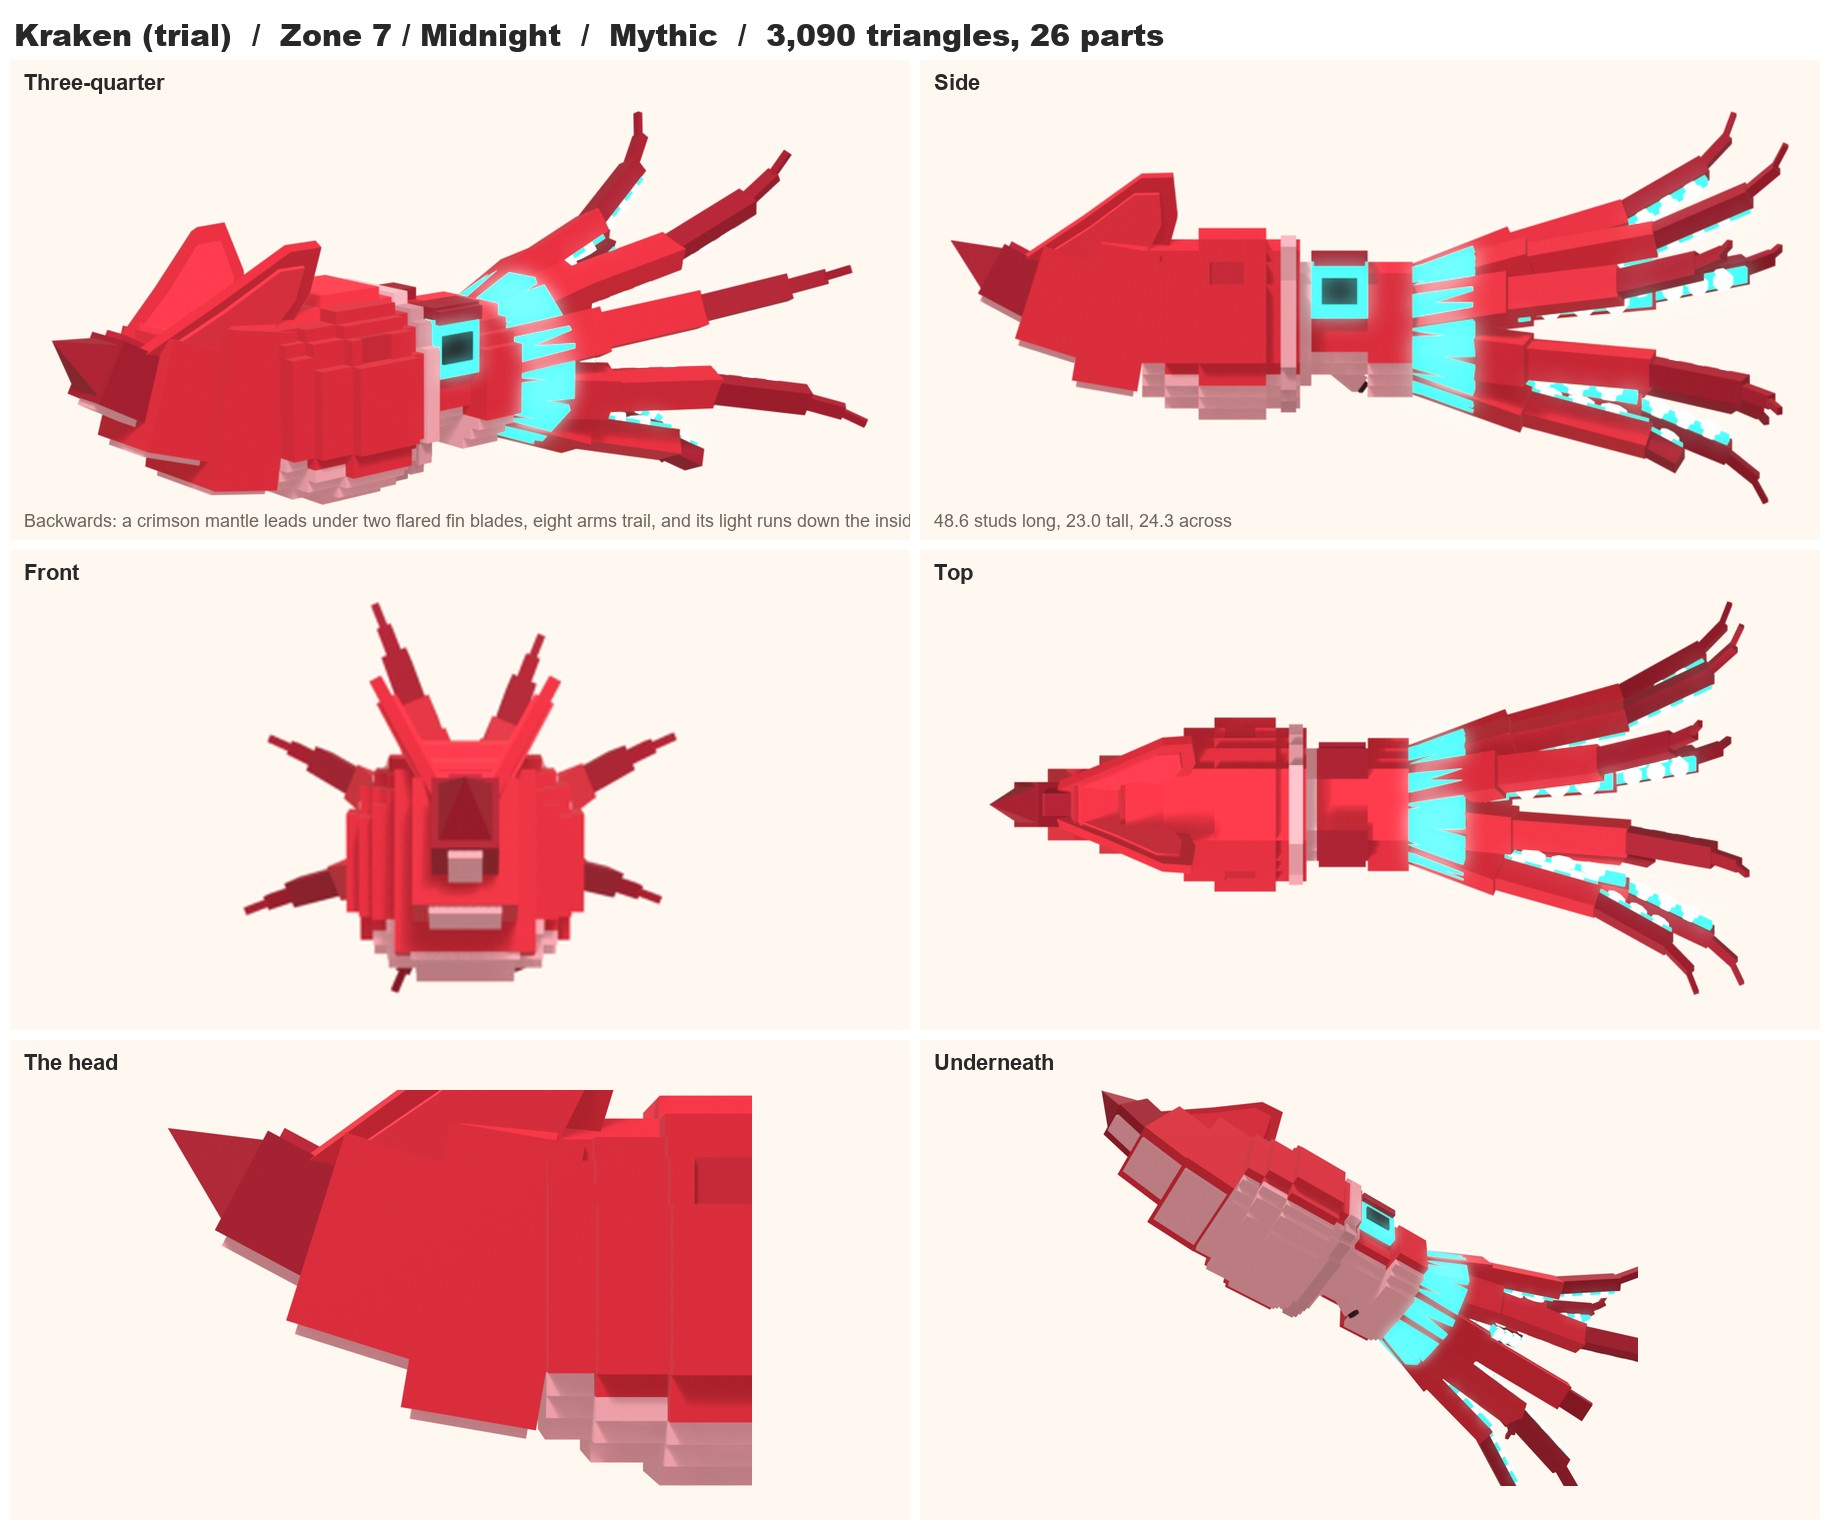 Kraken (trial)  /  Zone 7 / Midnight  /  Mythic  /  3,090 triangles, 26 parts
Three-quarter
Side
Backwards: a crimson mantle leads under two flared fin blades, eight arms trail, and its light runs down the insid
48.6 studs long, 23.0 tall, 24.3 across
Front
Top
The head
Underneath